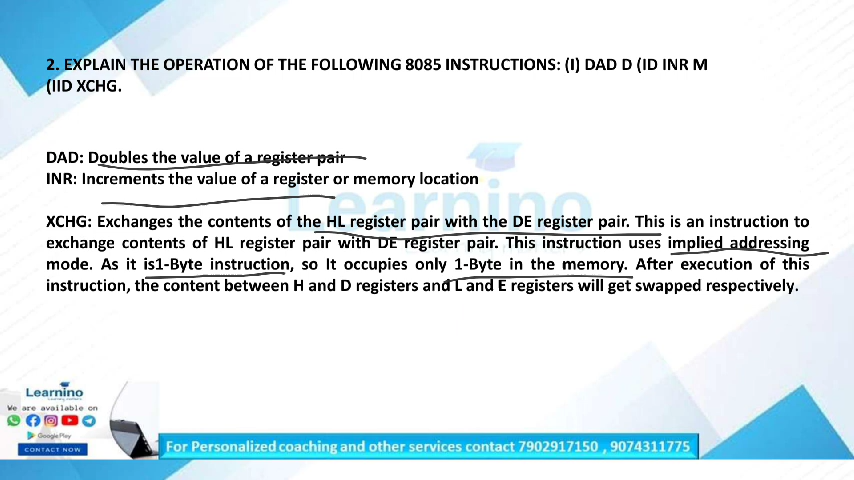 2. EXPLAIN THE OPERATION OF THE FOLLOWING 8085 INSTRUCTIONS: (I) DAD D (ID INR M
(IID XCHG.
DAD: Doubles the value of a register pair
INR: Increments the value of a register or memory location
Learnino
XCHG: Exchanges the contents of the HL register pair with the DE register pair. This is an instruction to
exchange contents of HL register pair with DE register pair. This instruction uses implied addressing
mode. As it is1-Byte instruction, so It occupies only 1-Byte in the memory. After execution of this
instruction, the content between H and D registers and L and E registers will get swapped respectively.
Learnino
We are available on
Google Play
CONTACT NOW
For Personalized coaching and other services contact 7902917150 , 9074311775